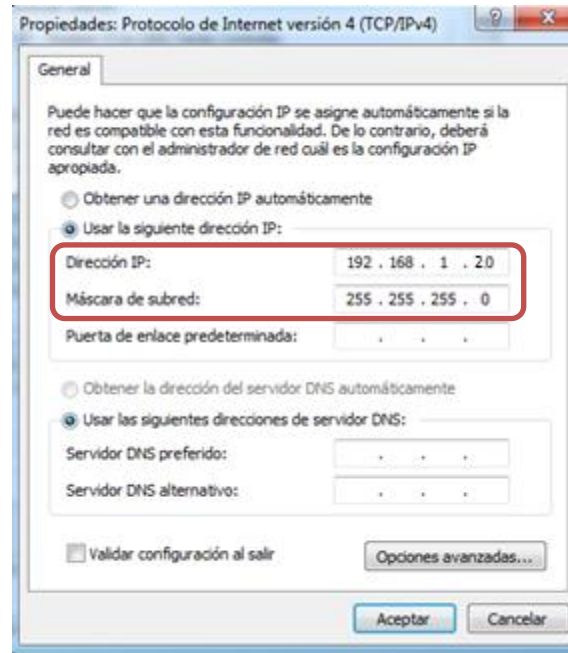 Propiedades: Protocolo de Internet versión 4 (TCP/IPv4)
General
Puede hacer que la configuración IP se asigne automáticamente si la
red es compatible con esta funcionalidad. De lo contrario, deberá
consultar con el administrador de red cuál es la configuración IP
apropiada.
Obtener una dirección IP automáticamente
Usar la siguiente dirección IP:
Dirección IP: 192 . 168 . 1 . 20
Máscara de subred: 255 . 255 . 255 . 0
Puerta de enlace predeterminada: . . .
Obtener la dirección del servidor DNS automáticamente
Usar las siguientes direcciones de servidor DNS:
Servidor DNS preferido: . . .
Servidor DNS alternativo: . . .
Validar configuración al salir
Opciones avanzadas...
Aceptar Cancelar